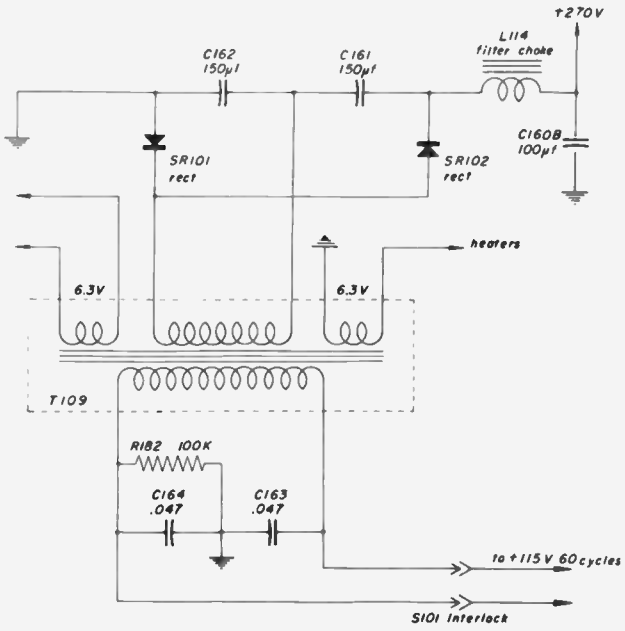 +270V
L114
filter choke
C162
150µf
C161
150µf
C160B
100µf
SR101
rect
SR102
rect
heaters
6.3V
6.3V
T109
R182 100K
C164
.047
C163
.047
to +115V 60 cycles
S101 Interlock